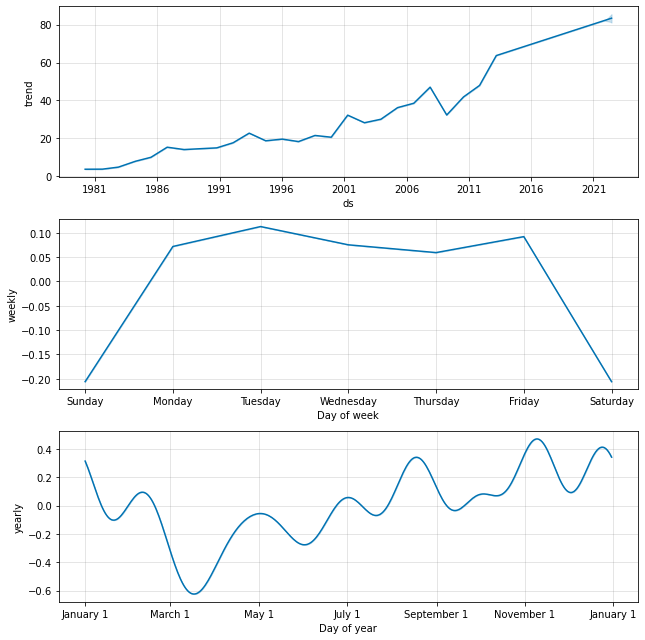 80
60
40
20
0
trend
1981 1986 1991 1996 2001 2006 2011 2016 2021
ds
0.10
0.05
0.00
−0.05
−0.10
−0.15
−0.20
weekly
Sunday Monday Tuesday Wednesday Thursday Friday Saturday
Day of week
0.4
0.2
0.0
−0.2
−0.4
−0.6
yearly
January 1 March 1 May 1 July 1 September 1 November 1 January 1
Day of year